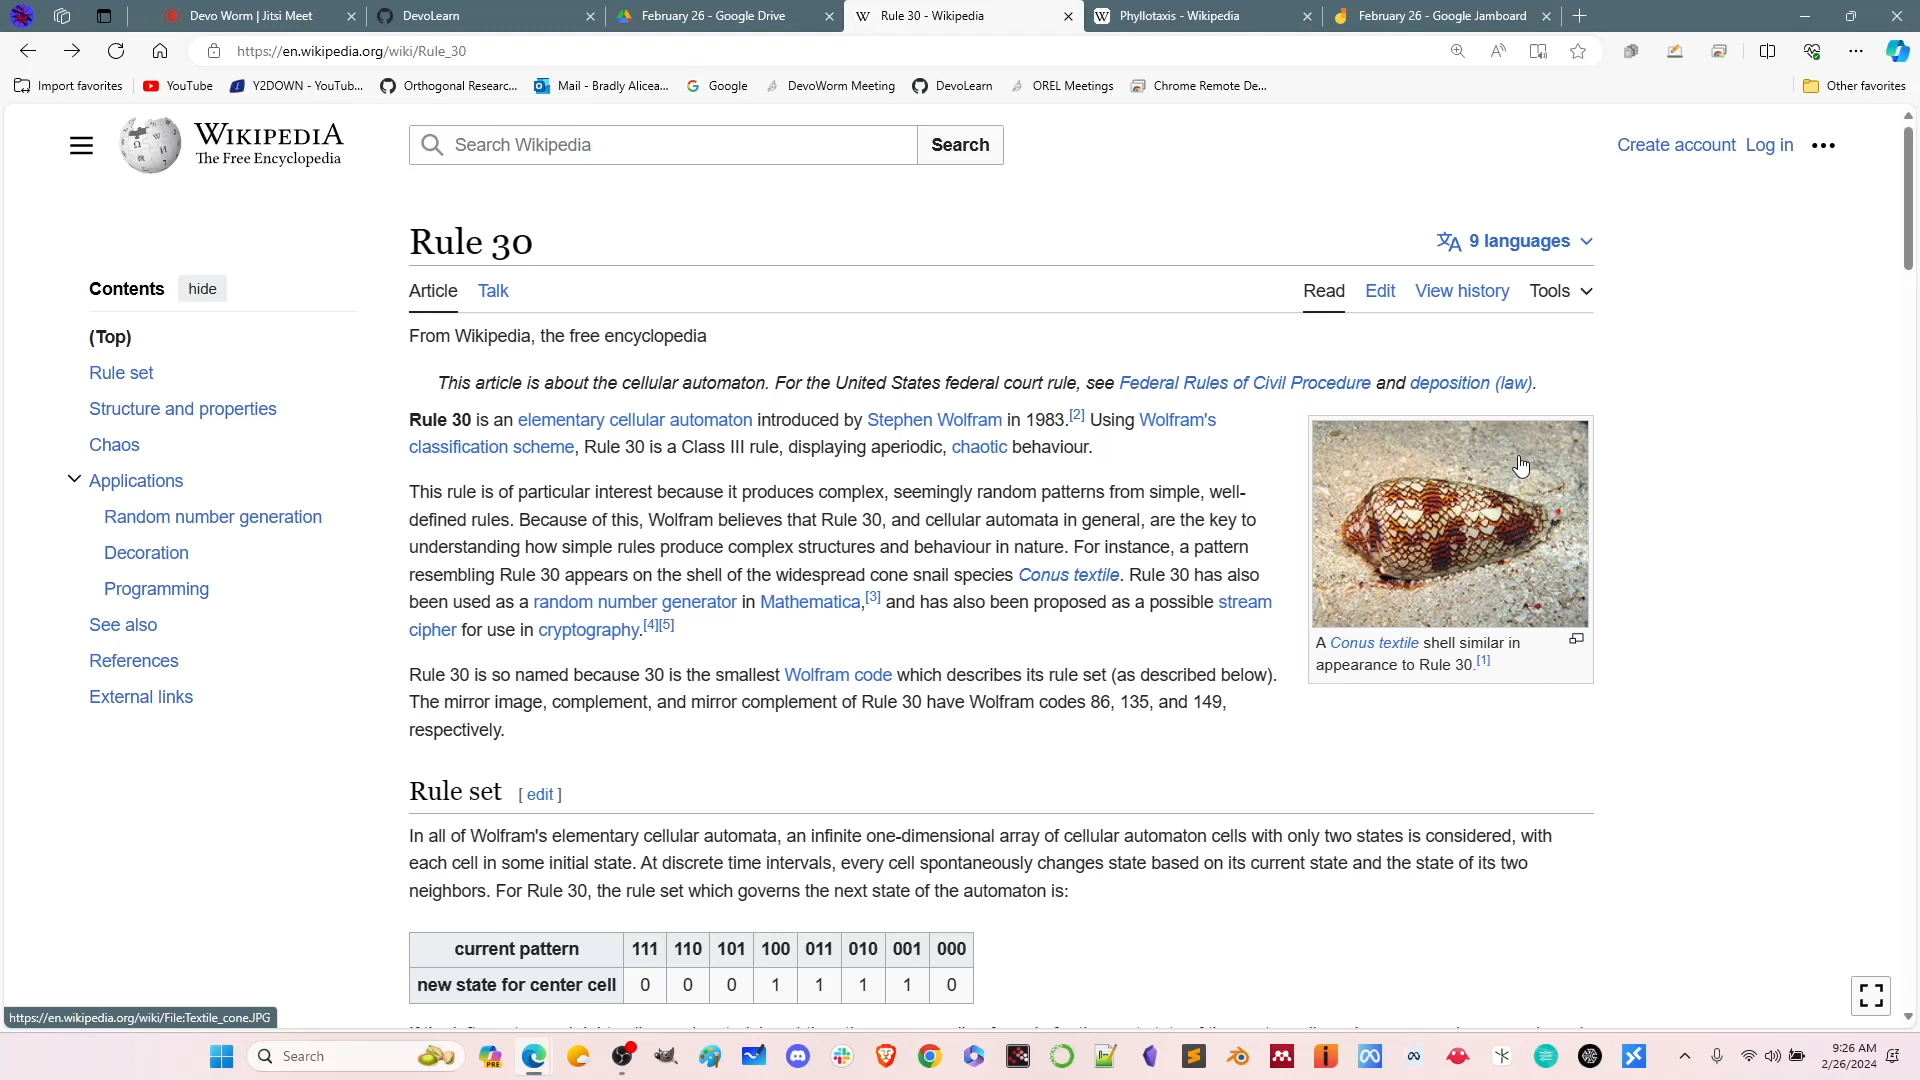 Devo Worm | Jitsi Meet
DevoLearn
February 26 - Google Drive
Rule 30 - Wikipedia
Phyllotaxis - Wikipedia
February 26 - Google Jamboard
https://en.wikipedia.org/wiki/Rule_30
Import favorites
YouTube
Y2DOWN - YouTub...
Orthogonal Researc...
Mail - Bradly Alicea...
Google
DevoWorm Meeting
DevoLearn
OREL Meetings
Chrome Remote De...
Other favorites
WIKIPEDIA
The Free Encyclopedia
Search Wikipedia
Search
Create account Log in
Rule 30
9 languages
Contents hide
Article Talk
Read Edit View history Tools
(Top)
Rule set
Structure and properties
Chaos
Applications
Random number generation
Decoration
Programming
See also
References
External links
From Wikipedia, the free encyclopedia
This article is about the cellular automaton. For the United States federal court rule, see Federal Rules of Civil Procedure and deposition (law).
Rule 30 is an elementary cellular automaton introduced by Stephen Wolfram in 1983.[2] Using Wolfram's
classification scheme, Rule 30 is a Class III rule, displaying aperiodic, chaotic behaviour.
This rule is of particular interest because it produces complex, seemingly random patterns from simple, well-
defined rules. Because of this, Wolfram believes that Rule 30, and cellular automata in general, are the key to
understanding how simple rules produce complex structures and behaviour in nature. For instance, a pattern
resembling Rule 30 appears on the shell of the widespread cone snail species Conus textile. Rule 30 has also
been used as a random number generator in Mathematica,[3] and has also been proposed as a possible stream
cipher for use in cryptography.[4][5]
A Conus textile shell similar in
appearance to Rule 30.[1]
Rule 30 is so named because 30 is the smallest Wolfram code which describes its rule set (as described below).
The mirror image, complement, and mirror complement of Rule 30 have Wolfram codes 86, 135, and 149,
respectively.
Rule set [ edit ]
In all of Wolfram's elementary cellular automata, an infinite one-dimensional array of cellular automaton cells with only two states is considered, with
each cell in some initial state. At discrete time intervals, every cell spontaneously changes state based on its current state and the state of its two
neighbors. For Rule 30, the rule set which governs the next state of the automaton is:
current pattern 111 110 101 100 011 010 001 000
new state for center cell 0 0 0 1 1 1 1 0
https://en.wikipedia.org/wiki/File:Textile_cone.JPG
Search
9:26 AM
2/26/2024